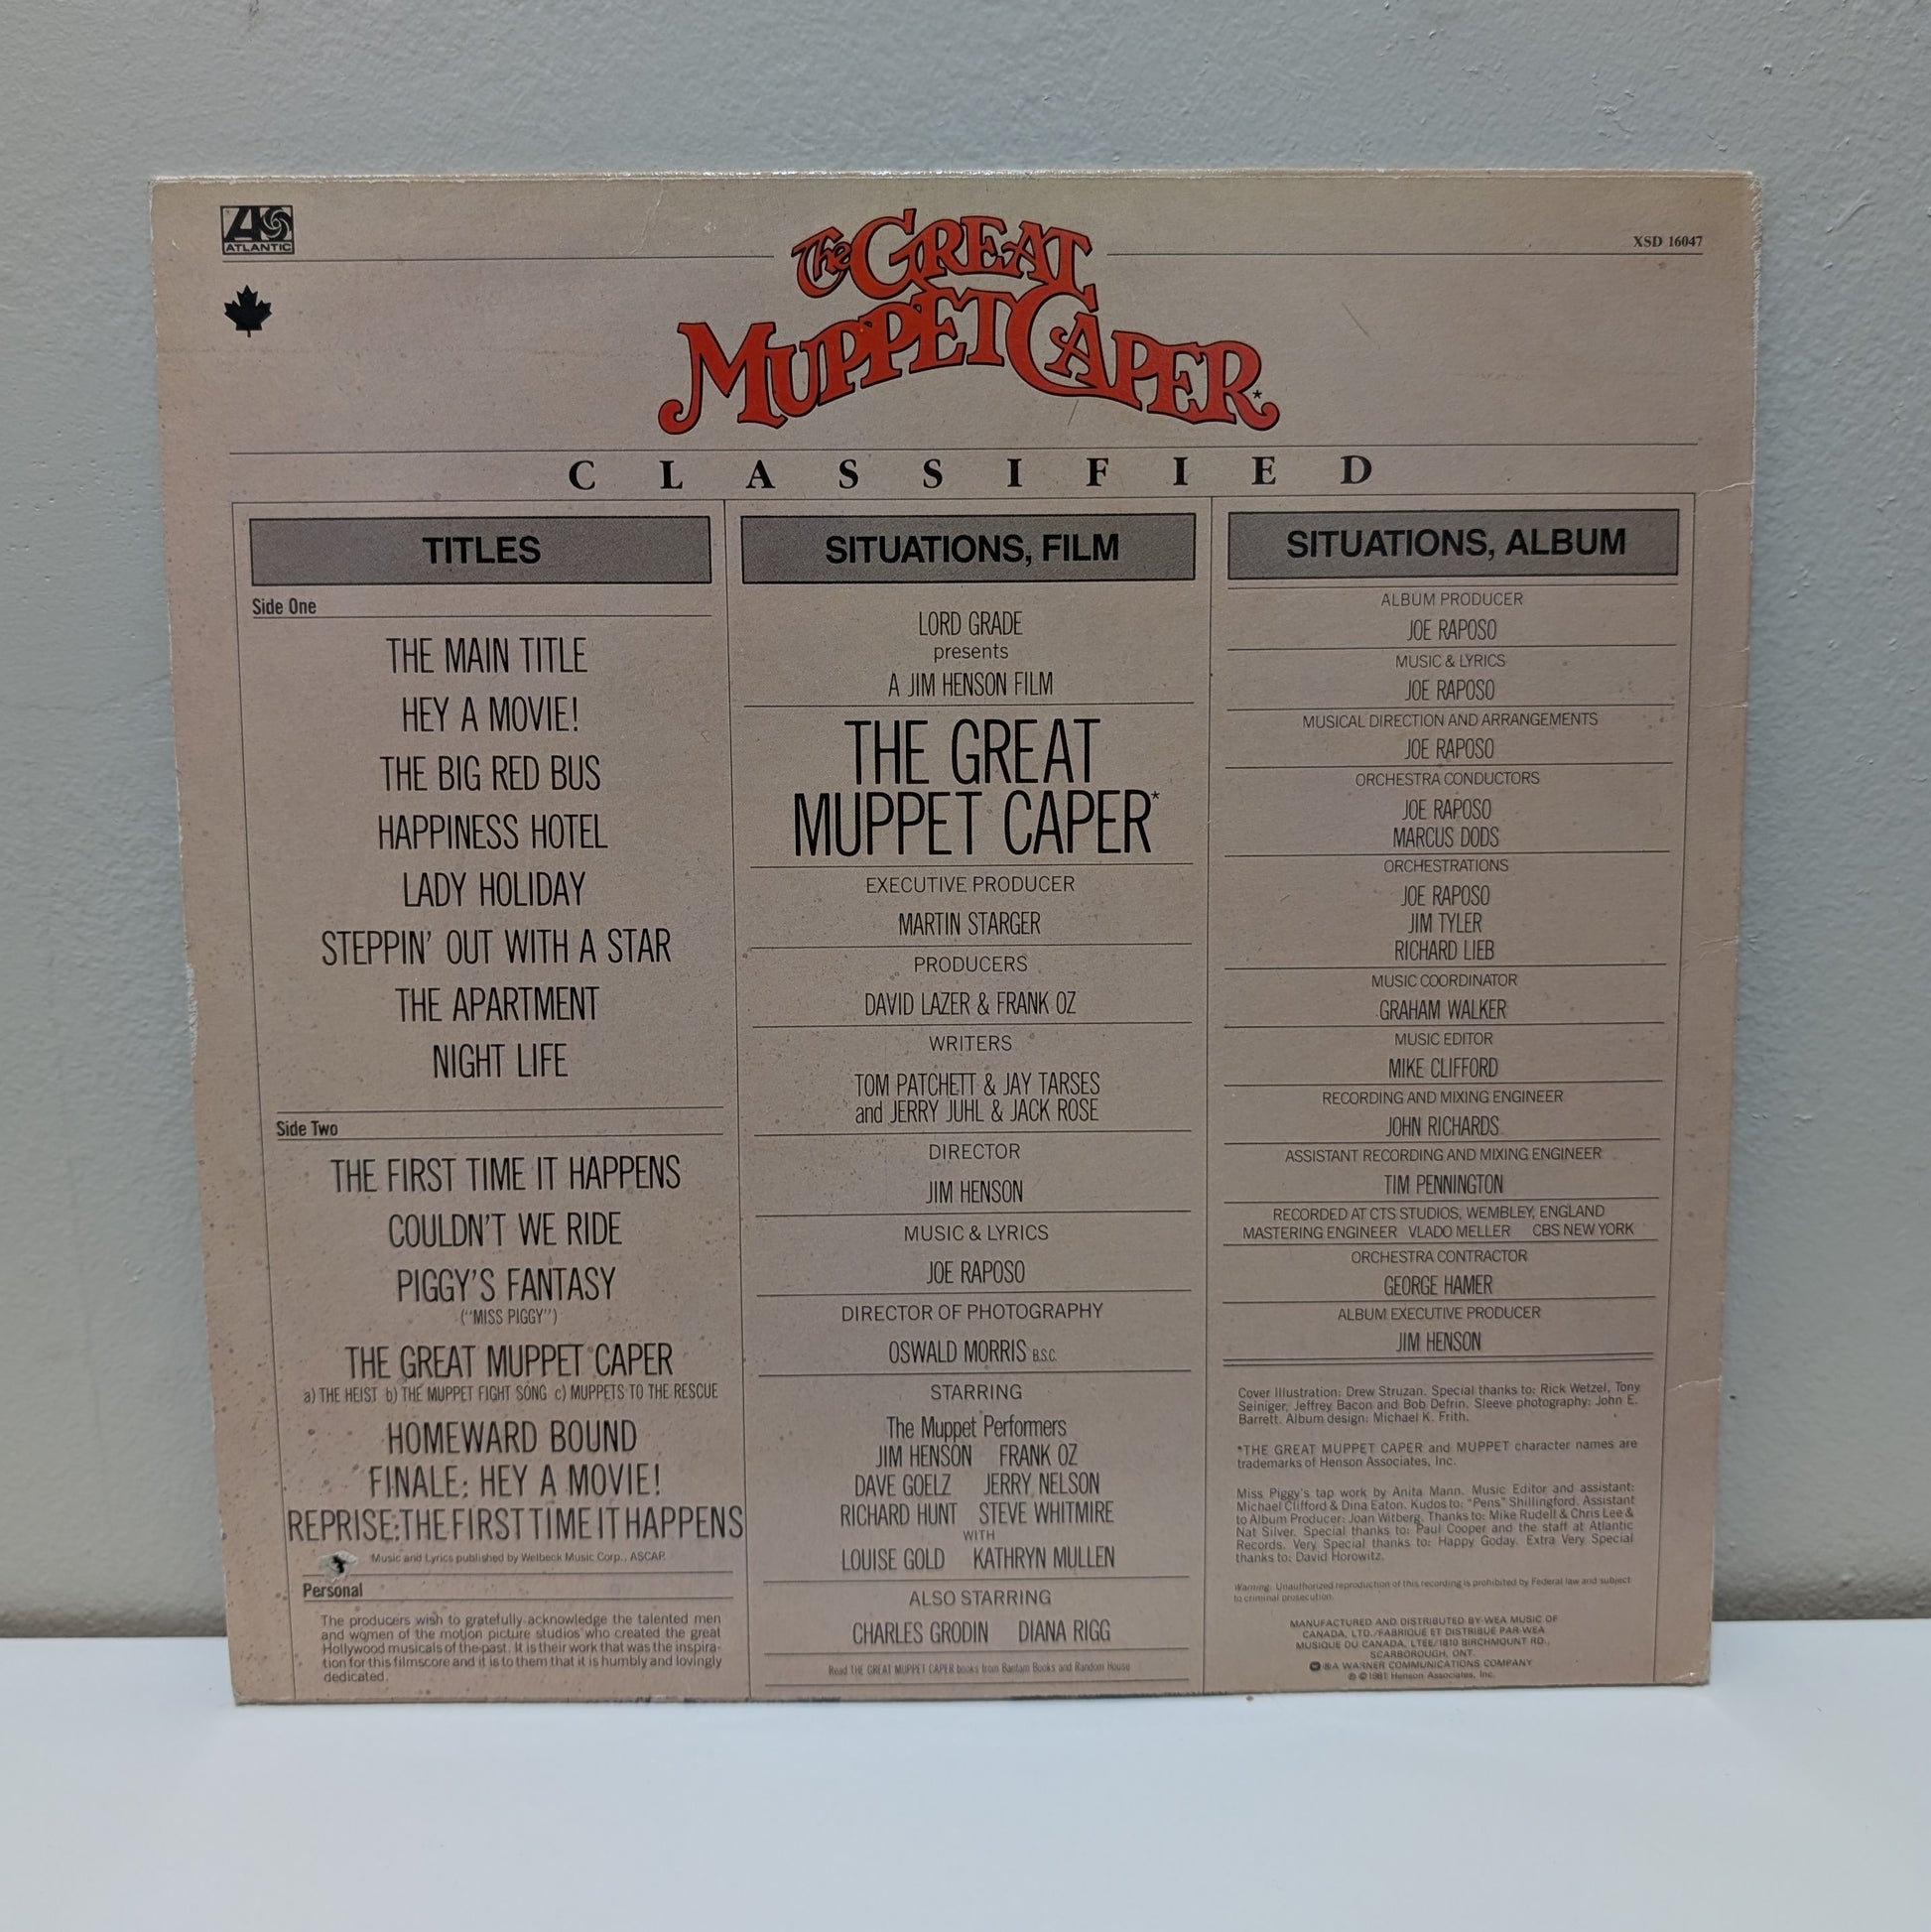 ATLANTIC
The GREAT
MUPPET CAPER*
XSD 16047
CLASSIFIED
TITLES
Side One
THE MAIN TITLE
HEY A MOVIE!
THE BIG RED BUS
HAPPINESS HOTEL
LADY HOLIDAY
STEPPIN' OUT WITH A STAR
THE APARTMENT
NIGHT LIFE
Side Two
THE FIRST TIME IT HAPPENS
COULDN'T WE RIDE
PIGGY'S FANTASY
("MISS PIGGY")
THE GREAT MUPPET CAPER
a) THE HEIST b) THE MUPPET FIGHT SONG c) MUPPETS TO THE RESCUE
HOMEWARD BOUND
FINALE: HEY A MOVIE!
REPRISE: THE FIRST TIME IT HAPPENS
Music and Lyrics published by Welbeck Music Corp., ASCAP.
Personal
The producers wish to gratefully acknowledge the talented men
and women of the motion picture studios who created the great
Hollywood musicals of the past. It is their work that was the inspira-
tion for this filmscore and it is to them that it is humbly and lovingly
dedicated.
SITUATIONS, FILM
LORD GRADE
presents
A JIM HENSON FILM
THE GREAT
MUPPET CAPER*
EXECUTIVE PRODUCER
MARTIN STARGER
PRODUCERS
DAVID LAZER & FRANK OZ
WRITERS
TOM PATCHETT & JAY TARSES
and JERRY JUHL & JACK ROSE
DIRECTOR
JIM HENSON
MUSIC & LYRICS
JOE RAPOSO
DIRECTOR OF PHOTOGRAPHY
OSWALD MORRIS B.S.C.
STARRING
The Muppet Performers
JIM HENSON FRANK OZ
DAVE GOELZ JERRY NELSON
RICHARD HUNT STEVE WHITMIRE
WITH
LOUISE GOLD KATHRYN MULLEN
ALSO STARRING
CHARLES GRODIN DIANA RIGG
Read THE GREAT MUPPET CAPER books from Bantam Books and Random House
SITUATIONS, ALBUM
ALBUM PRODUCER
JOE RAPOSO
MUSIC & LYRICS
JOE RAPOSO
MUSICAL DIRECTION AND ARRANGEMENTS
JOE RAPOSO
ORCHESTRA CONDUCTORS
JOE RAPOSO
MARCUS DODS
ORCHESTRATIONS
JOE RAPOSO
JIM TYLER
RICHARD LIEB
MUSIC COORDINATOR
GRAHAM WALKER
MUSIC EDITOR
MIKE CLIFFORD
RECORDING AND MIXING ENGINEER
JOHN RICHARDS
ASSISTANT RECORDING AND MIXING ENGINEER
TIM PENNINGTON
RECORDED AT CTS STUDIOS, WEMBLEY, ENGLAND
MASTERING ENGINEER VLADO MELLER CBS NEW YORK
ORCHESTRA CONTRACTOR
GEORGE HAMER
ALBUM EXECUTIVE PRODUCER
JIM HENSON
Cover Illustration: Drew Struzan. Special thanks to: Rick Wetzel, Tony
Seiniger, Jeffrey Bacon and Bob Defrin. Sleeve photography: John E.
Barrett. Album design: Michael K. Frith.
*THE GREAT MUPPET CAPER and MUPPET character names are
trademarks of Henson Associates, Inc.
Miss Piggy's tap work by Anita Mann. Music Editor and assistant:
Michael Clifford & Dina Eaton. Kudos to: "Pens" Shillingford. Assistant
to Album Producer: Joan Witberg. Thanks to: Mike Rudell & Chris Lee &
Nat Silver. Special thanks to: Paul Cooper and the staff at Atlantic
Records. Very Special thanks to: Happy Goday. Extra Very Special
thanks to: David Horowitz.
Warning: Unauthorized reproduction of this recording is prohibited by Federal law and subject
to criminal prosecution.
MANUFACTURED AND DISTRIBUTED BY WEA MUSIC OF
CANADA, LTD./FABRIQUE ET DISTRIBUÉ PAR WEA
MUSIQUE DU CANADA, LTÉE/1810 BIRCHMOUNT RD.,
SCARBOROUGH, ONT.
A WARNER COMMUNICATIONS COMPANY
℗ © 1981 Henson Associates, Inc.